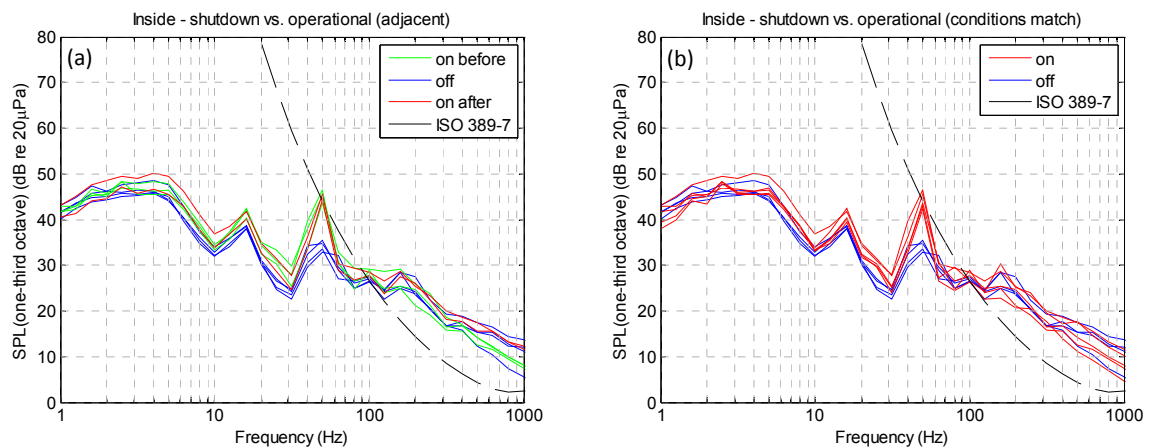 Inside - shutdown vs. operational (adjacent)
(a)
on before
off
on after
ISO 389-7
SPL(one-third octave) (dB re 20µPa)
80
70
60
50
40
30
20
10
0
1 10 100 1000
Frequency (Hz)
Inside - shutdown vs. operational (conditions match)
(b)
on
off
ISO 389-7
SPL(one-third octave) (dB re 20µPa)
80
70
60
50
40
30
20
10
0
1 10 100 1000
Frequency (Hz)